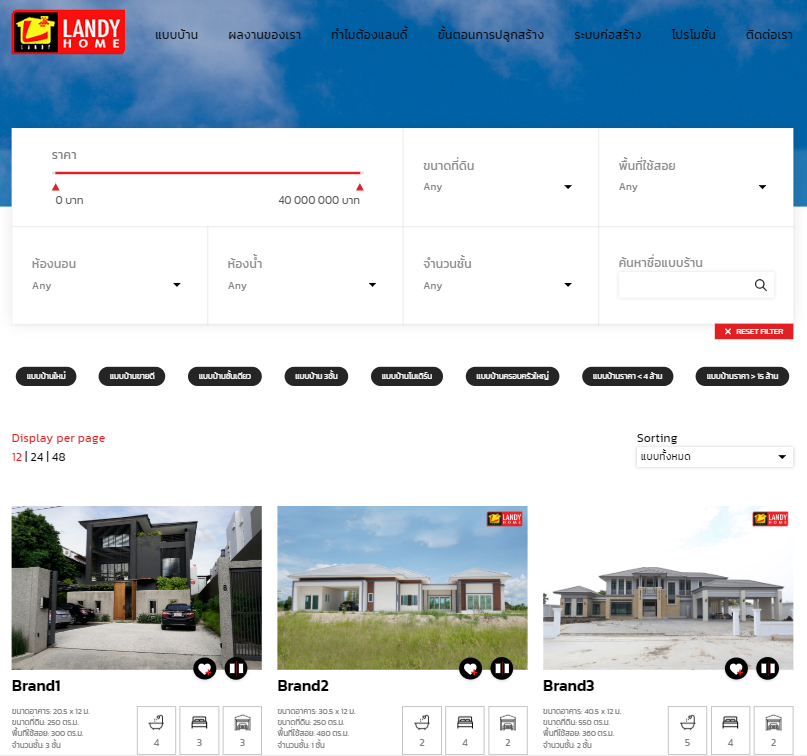 LANDY
HOME
LANDY
แบบบ้าน ผลงานของเรา ทำไมต้องแลนดี้ ขั้นตอนการปลูกสร้าง ระบบก่อสร้าง โปรโมชั่น ติดต่อเรา
ราคา
0 บาท 40 000 000 บาท
ขนาดที่ดิน
Any
พื้นที่ใช้สอย
Any
ห้องนอน
Any
ห้องน้ำ
Any
จำนวนชั้น
Any
ค้นหาชื่อแบบร้าน
RESET FILTER
แบบบ้านใหม่ แบบบ้านขายดี แบบบ้านชั้นเดียว แบบบ้าน 3ชั้น แบบบ้านโมเดิร์น แบบบ้านครอบครัวใหญ่ แบบบ้านราคา < 4 ล้าน แบบบ้านราคา > 15 ล้าน
Display per page
12 | 24 | 48
Sorting
แบบทั้งหมด
LANDY
HOME
LANDY
HOME
Brand1
ขนาดอาคาร: 20.5 x 12 ม.
ขนาดที่ดิน: 250 ตร.ม.
พื้นที่ใช้สอย: 300 ตร.ม.
จำนวนชั้น: 3 ชั้น
4 3 3
Brand2
ขนาดอาคาร: 30.5 x 12 ม.
ขนาดที่ดิน: 250 ตร.ม.
พื้นที่ใช้สอย: 480 ตร.ม.
จำนวนชั้น: 1 ชั้น
2 4 2
Brand3
ขนาดอาคาร: 40.5 x 12 ม.
ขนาดที่ดิน: 550 ตร.ม.
พื้นที่ใช้สอย: 360 ตร.ม.
จำนวนชั้น: 2 ชั้น
5 4 2